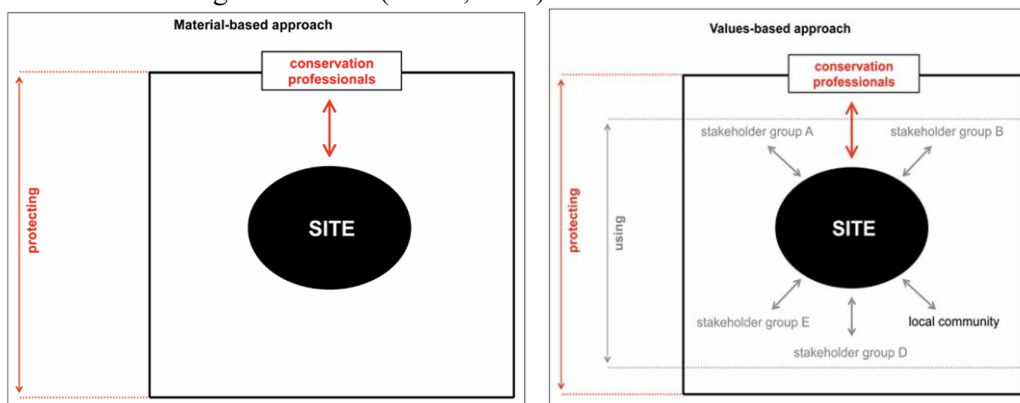 Material-based approach
conservation
professionals
protecting
SITE
Values-based approach
conservation
professionals
stakeholder group A
stakeholder group B
protecting
using
SITE
stakeholder group E
local community
stakeholder group D